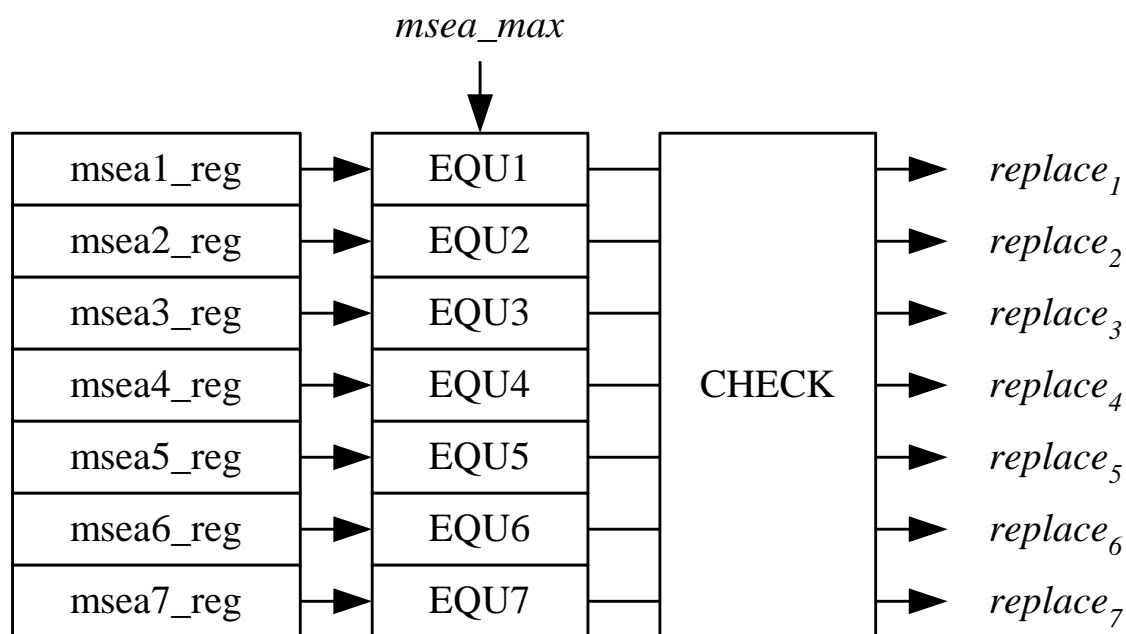 msea_max
msea1_reg EQU1 replace1
msea2_reg EQU2 replace2
msea3_reg EQU3 replace3
msea4_reg EQU4 CHECK replace4
msea5_reg EQU5 replace5
msea6_reg EQU6 replace6
msea7_reg EQU7 replace7